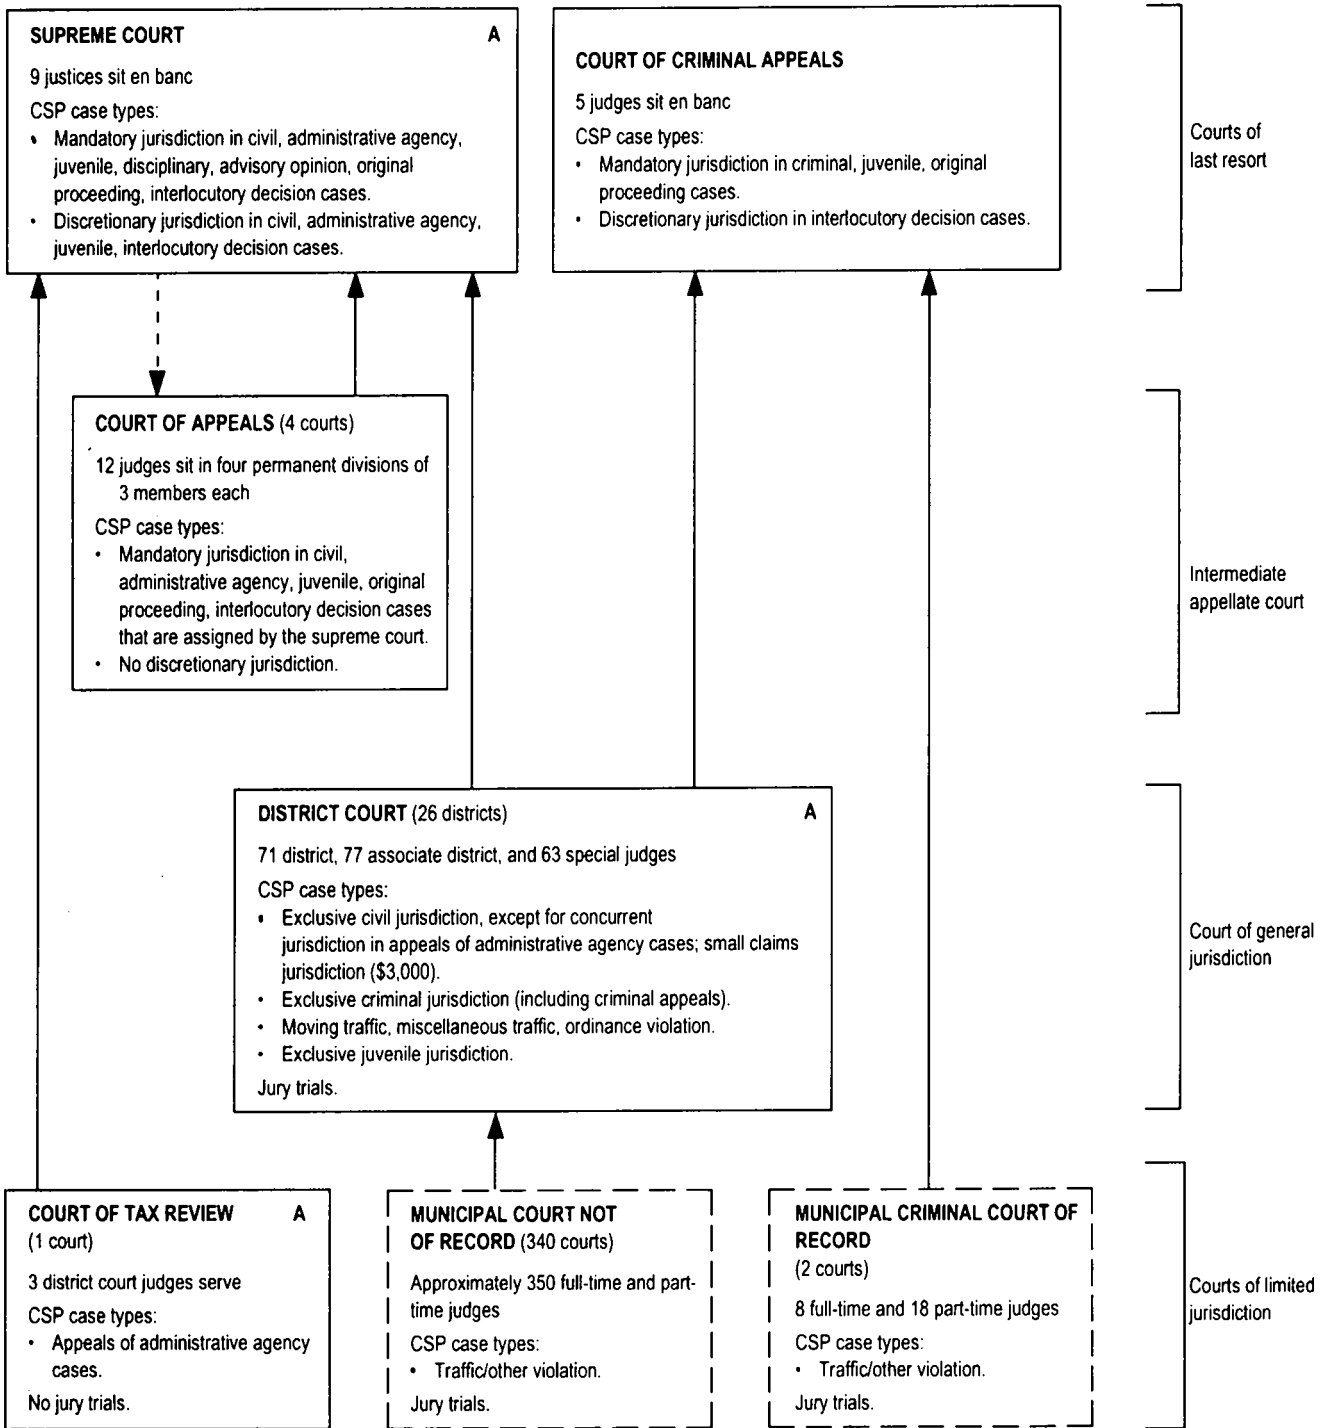 SUPREME COURT A
9 justices sit en banc
CSP case types:
• Mandatory jurisdiction in civil, administrative agency,
juvenile, disciplinary, advisory opinion, original
proceeding, interlocutory decision cases.
• Discretionary jurisdiction in civil, administrative agency,
juvenile, interlocutory decision cases.
COURT OF CRIMINAL APPEALS
5 judges sit en banc
CSP case types:
• Mandatory jurisdiction in criminal, juvenile, original
proceeding cases.
• Discretionary jurisdiction in interlocutory decision cases.
Courts of
last resort
COURT OF APPEALS (4 courts)
12 judges sit in four permanent divisions of
3 members each
CSP case types:
• Mandatory jurisdiction in civil,
administrative agency, juvenile, original
proceeding, interlocutory decision cases
that are assigned by the supreme court.
• No discretionary jurisdiction.
Intermediate
appellate court
DISTRICT COURT (26 districts) A
71 district, 77 associate district, and 63 special judges
CSP case types:
• Exclusive civil jurisdiction, except for concurrent
jurisdiction in appeals of administrative agency cases; small claims
jurisdiction ($3,000).
• Exclusive criminal jurisdiction (including criminal appeals).
• Moving traffic, miscellaneous traffic, ordinance violation.
• Exclusive juvenile jurisdiction.
Jury trials.
Court of general
jurisdiction
COURT OF TAX REVIEW A
(1 court)
3 district court judges serve
CSP case types:
• Appeals of administrative agency
cases.
No jury trials.
MUNICIPAL COURT NOT
OF RECORD (340 courts)
Approximately 350 full-time and part-
time judges
CSP case types:
• Traffic/other violation.
Jury trials.
MUNICIPAL CRIMINAL COURT OF
RECORD
(2 courts)
8 full-time and 18 part-time judges
CSP case types:
• Traffic/other violation.
Jury trials.
Courts of limited
jurisdiction